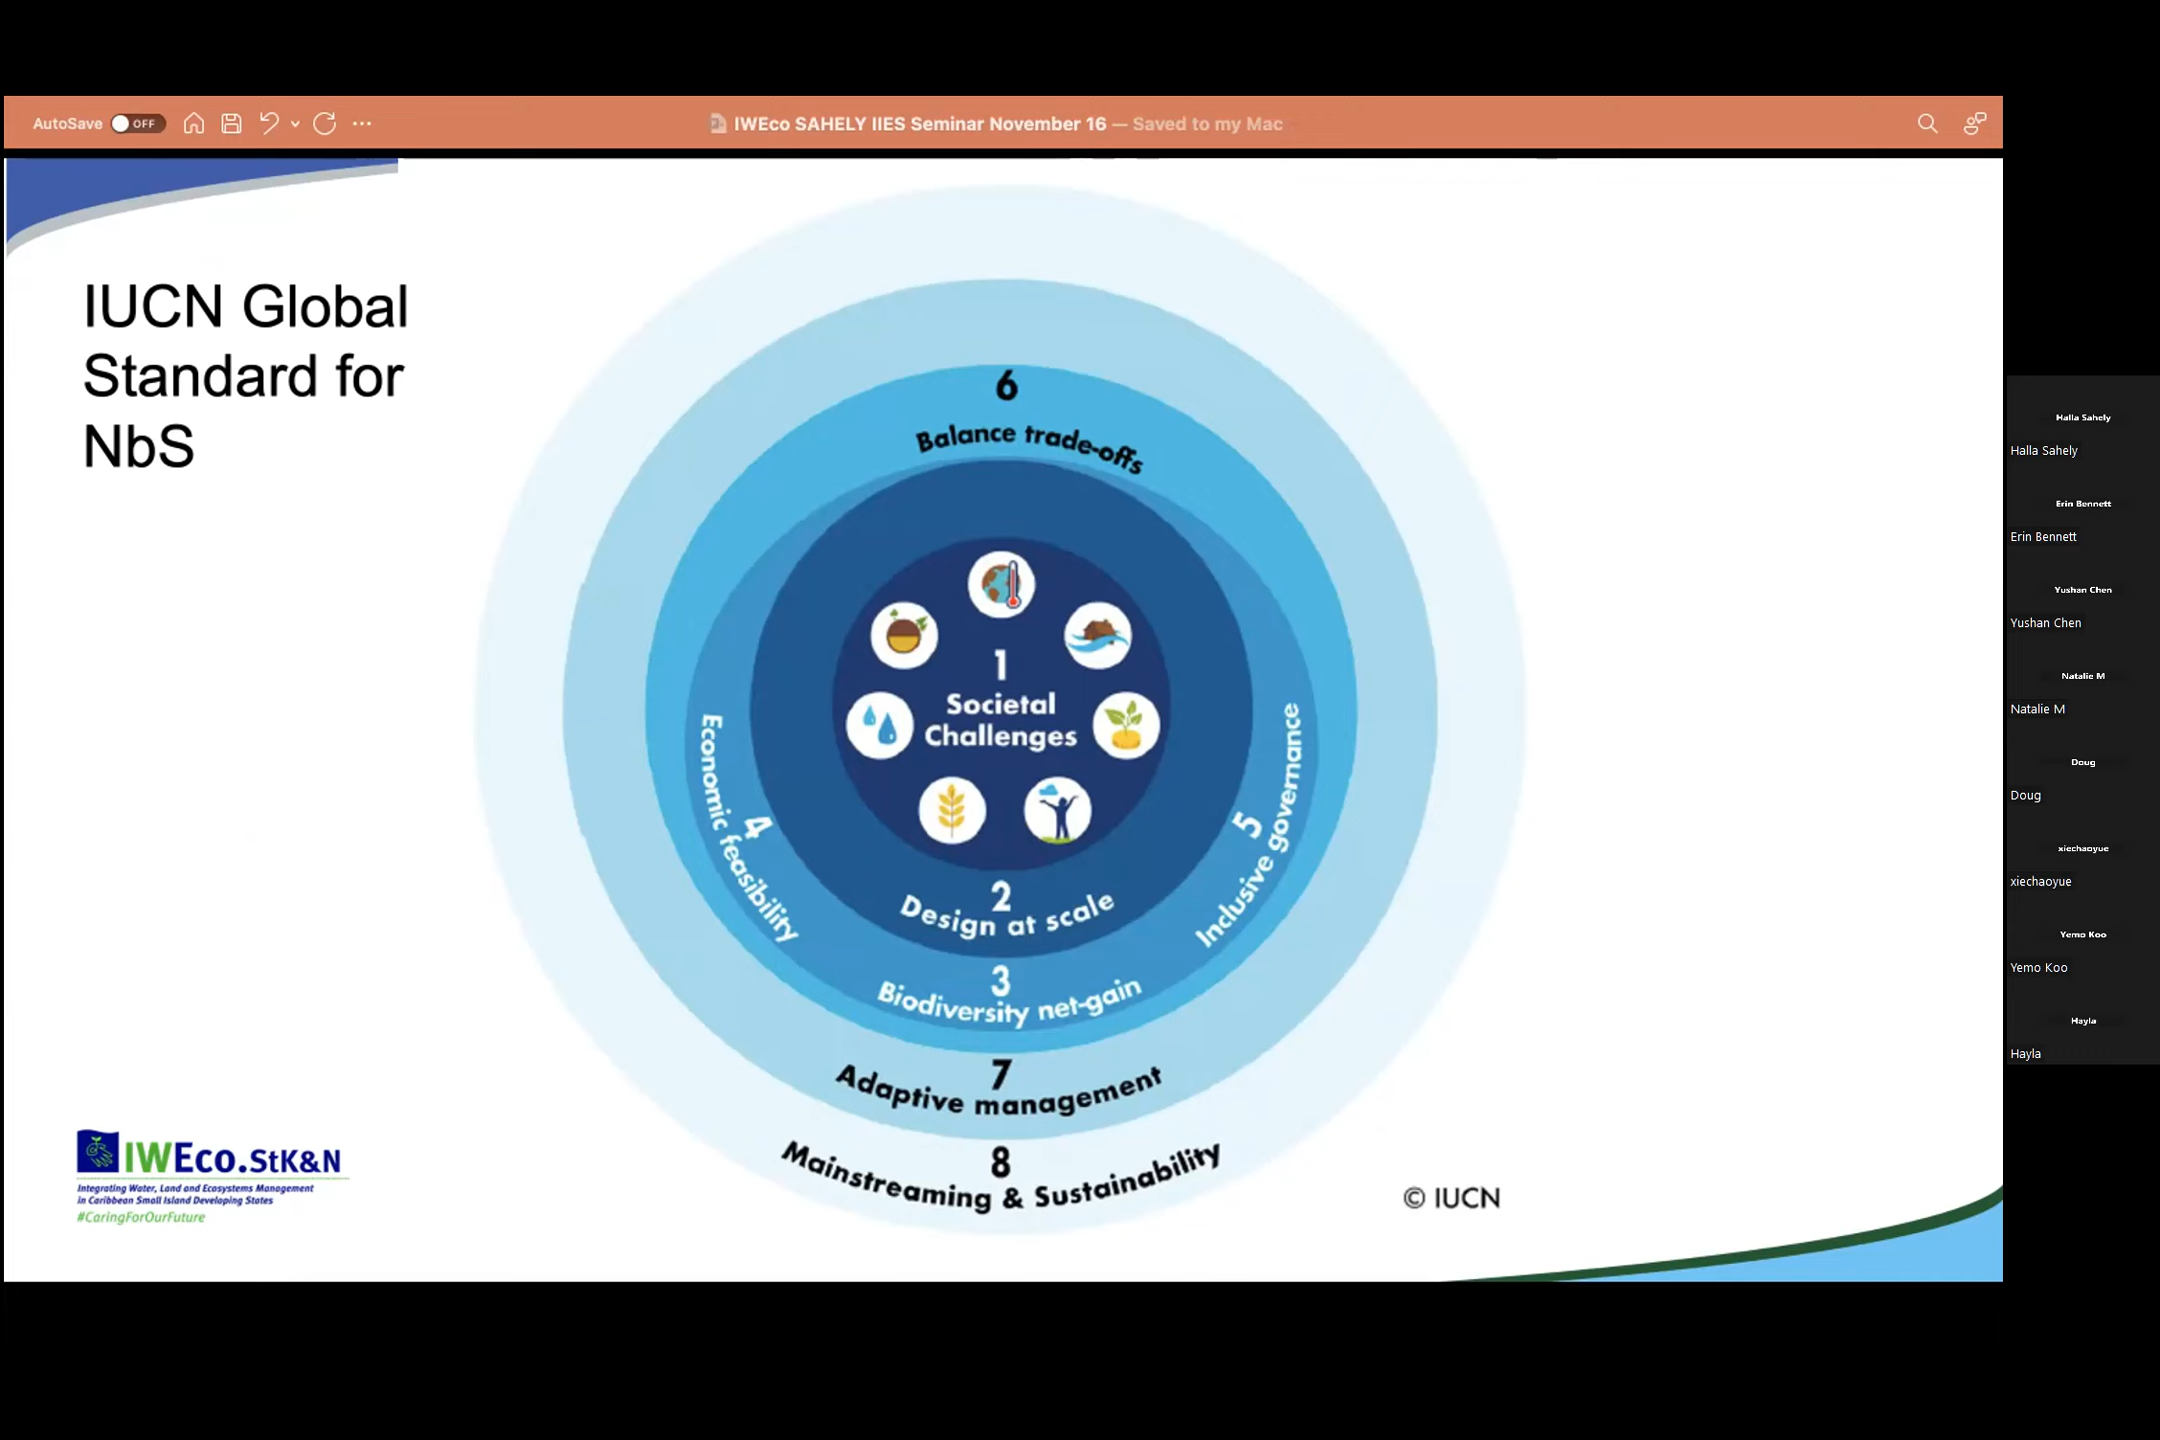 AutoSave OFF
IWEco SAHELY IIES Seminar November 16 — Saved to my Mac
IUCN Global
Standard for
NbS
6
Balance trade-offs
1
Societal
Challenges
4
Economic feasibility
5
Inclusive governance
2
Design at scale
3
Biodiversity net-gain
7
Adaptive management
8
Mainstreaming & Sustainability
© IUCN
IWEco.StK&N
Integrating Water, Land and Ecosystems Management
in Caribbean Small Island Developing States
#CaringForOurFuture
Halla Sahely
Halla Sahely
Erin Bennett
Erin Bennett
Yushan Chen
Yushan Chen
Natalie M
Natalie M
Doug
Doug
xiechaoyue
xiechaoyue
Yemo Koo
Yemo Koo
Hayla
Hayla